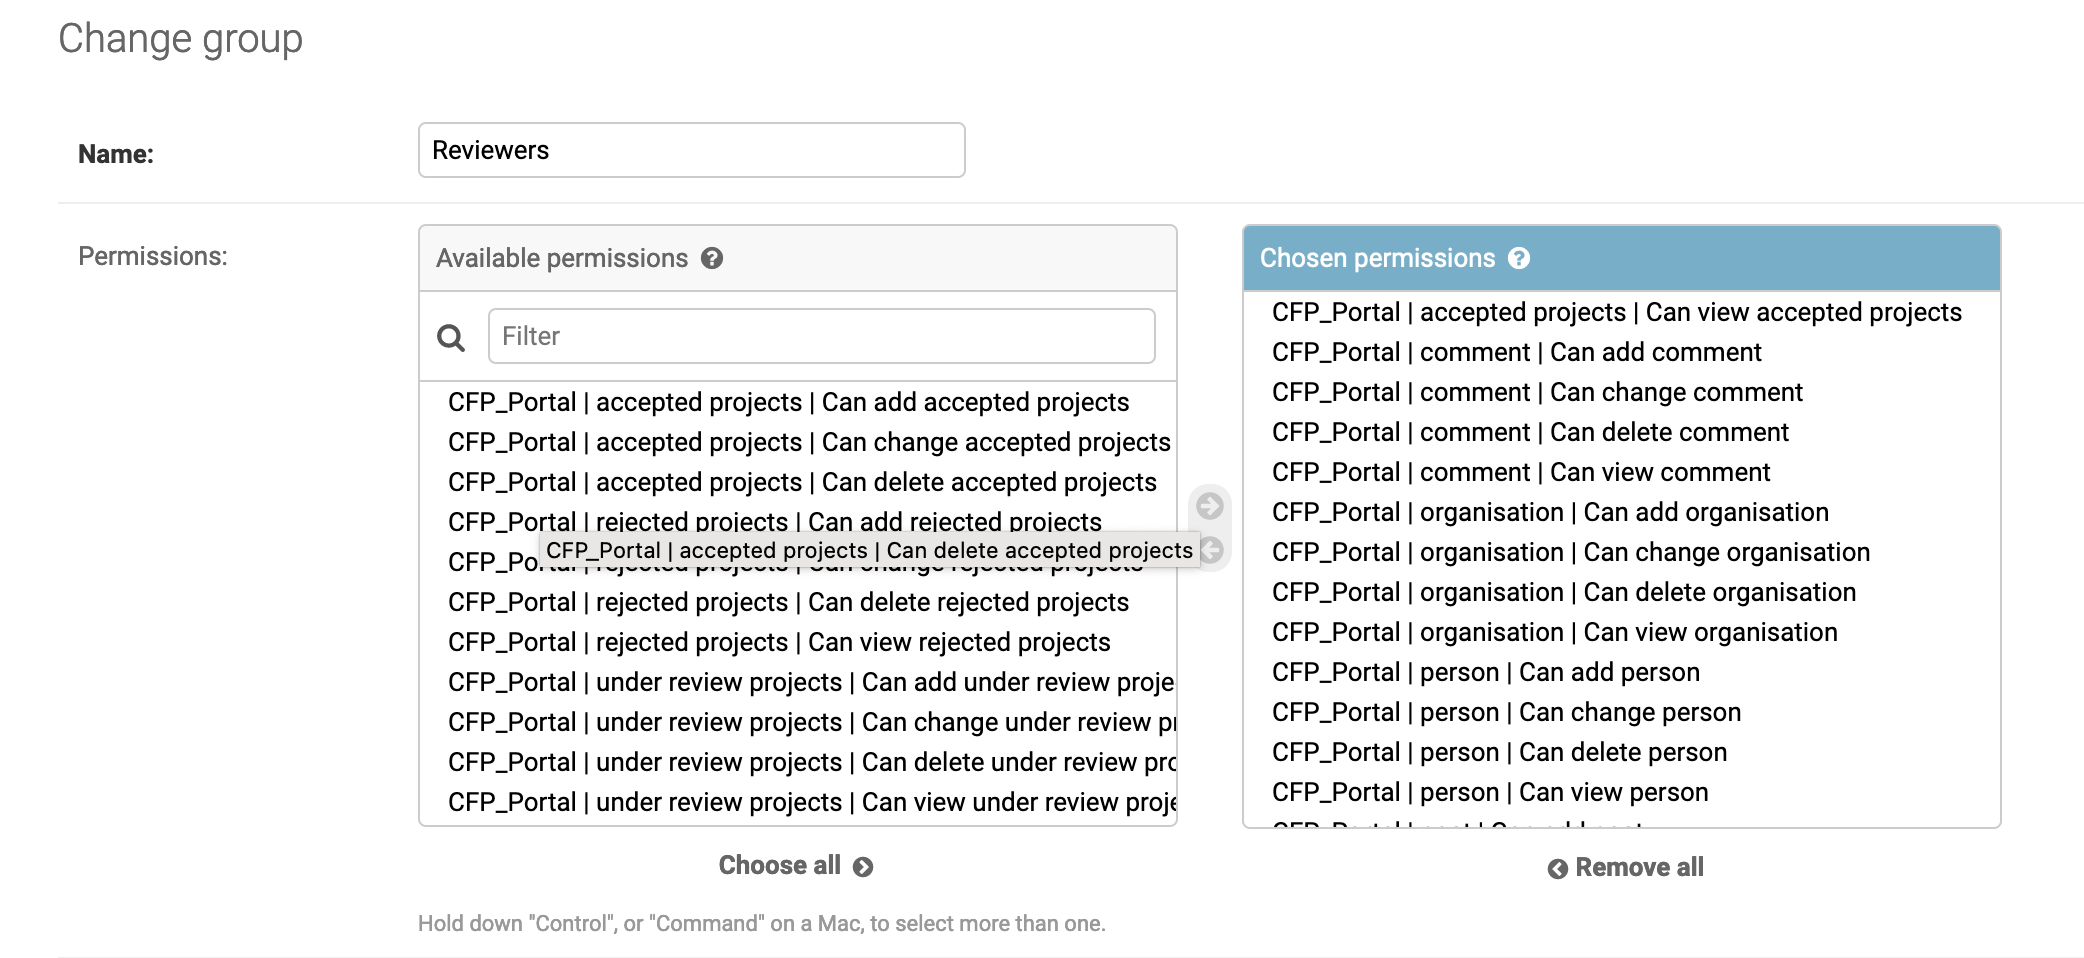 Change group
Name:
Reviewers
Permissions:
Available permissions
Filter
CFP_Portal | accepted projects | Can add accepted projects
CFP_Portal | accepted projects | Can change accepted projects
CFP_Portal | accepted projects | Can delete accepted projects
CFP_Portal | rejected projects | Can add rejected projects
CFP_Portal | accepted projects | Can delete accepted projects
CFP_Portal | rejected projects | Can delete rejected projects
CFP_Portal | rejected projects | Can view rejected projects
CFP_Portal | under review projects | Can add under review proje
CFP_Portal | under review projects | Can change under review
CFP_Portal | under review projects | Can delete under review pro
CFP_Portal | under review projects | Can view under review proje
Choose all
Hold down "Control", or "Command" on a Mac, to select more than one.
Chosen permissions
CFP_Portal | accepted projects | Can view accepted projects
CFP_Portal | comment | Can add comment
CFP_Portal | comment | Can change comment
CFP_Portal | comment | Can delete comment
CFP_Portal | comment | Can view comment
CFP_Portal | organisation | Can add organisation
CFP_Portal | organisation | Can change organisation
CFP_Portal | organisation | Can delete organisation
CFP_Portal | organisation | Can view organisation
CFP_Portal | person | Can add person
CFP_Portal | person | Can change person
CFP_Portal | person | Can delete person
CFP_Portal | person | Can view person
Remove all